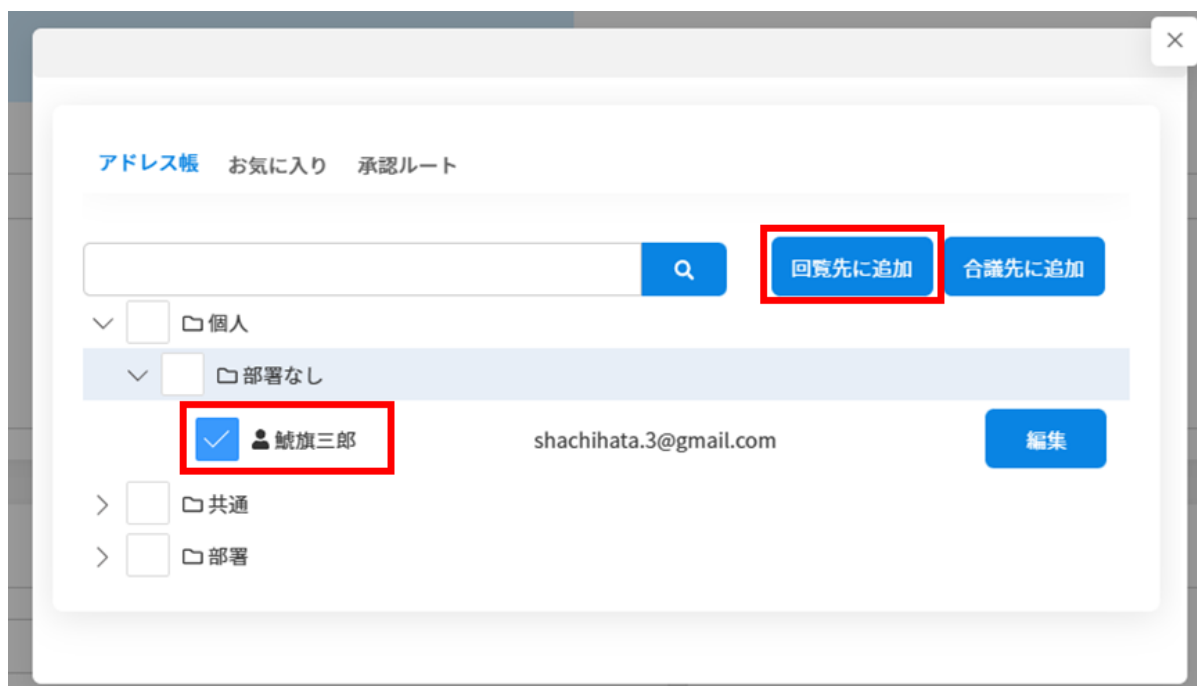 アドレス帳 お気に入り 承認ルート
回覧先に追加 合議先に追加
個人
部署なし
鯱旗三郎 shachihata.3@gmail.com 編集
共通
部署